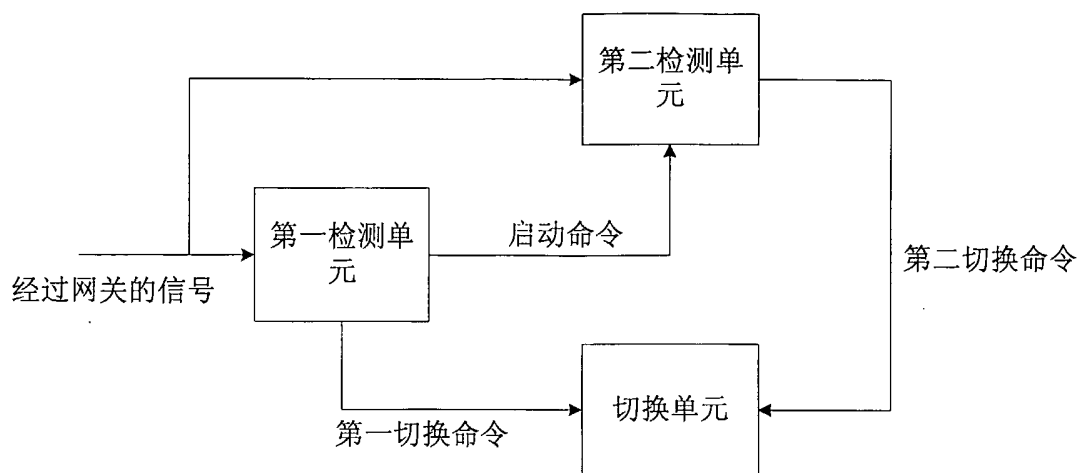 第二检测单
元
第一检测单
元
启动命令
第二切换命令
经过网关的信号
切换单元
第一切换命令